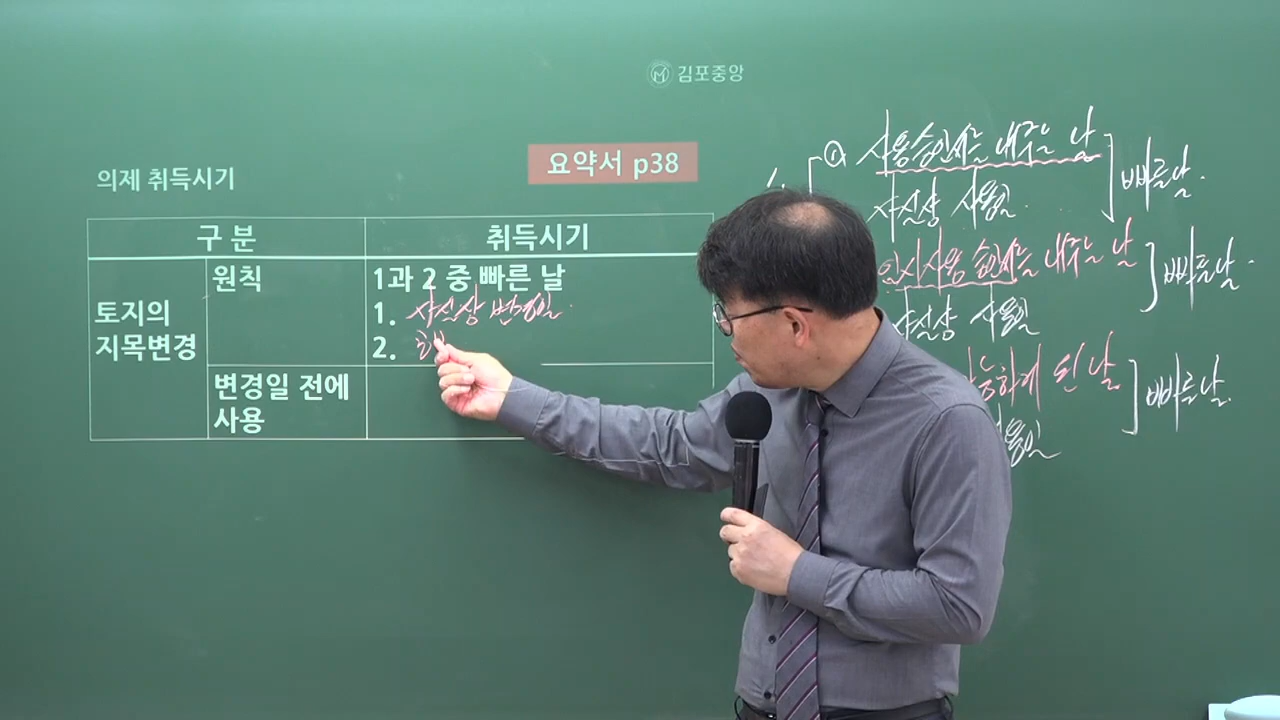 김포중앙
요약서 p38
의제 취득시기
구 분 취득시기
토지의 지목변경
원칙
1과 2 중 빠른 날
1. 사실상 변경일
2.
변경일 전에
사용
① 사용승인서를 내주는 날
사실상 사용일
빠른날.
임시사용 승인서를 내주는 날
사실상 사용일
빠른날.
능하게 된 날
용일
빠른날.